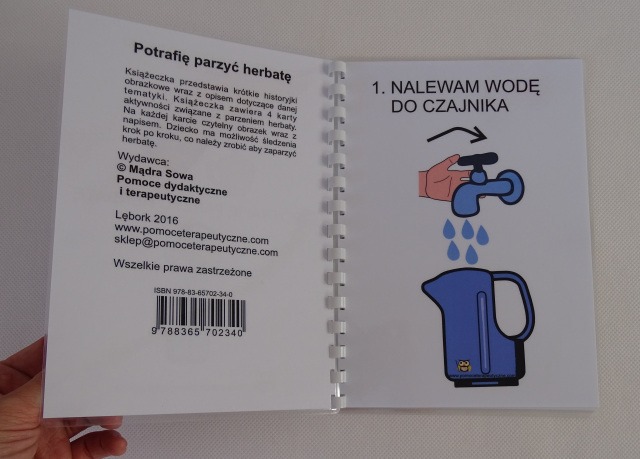 Potrafię parzyć herbatę
Książeczka przedstawia krótkie historyjki
obrazkowe wraz z opisem dotyczące danej
tematyki. Książeczka zawiera 4 karty
aktywności związane z parzeniem herbaty.
Na każdej karcie czytelny obrazek wraz z
napisem. Dziecko ma możliwość śledzenia
krok po kroku, co należy zrobić aby zaparzyć
herbatę.
Wydawca:
© Mądra Sowa
Pomoce dydaktyczne
i terapeutyczne
Lębork 2016
www.pomoceterapeutyczne.com
sklep@pomoceterapeutyczne.com
Wszelkie prawa zastrzeżone
ISBN 978-83-65702-34-0
9 788365 702340
1. NALEWAM WODĘ
DO CZAJNIKA